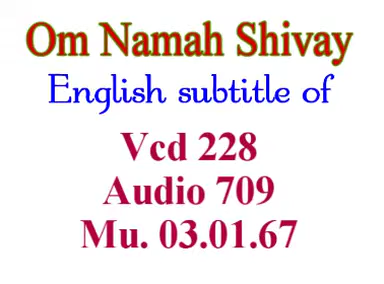 Om Namah Shivay
English subtitle of
Vcd 228
Audio 709
Mu. 03.01.67